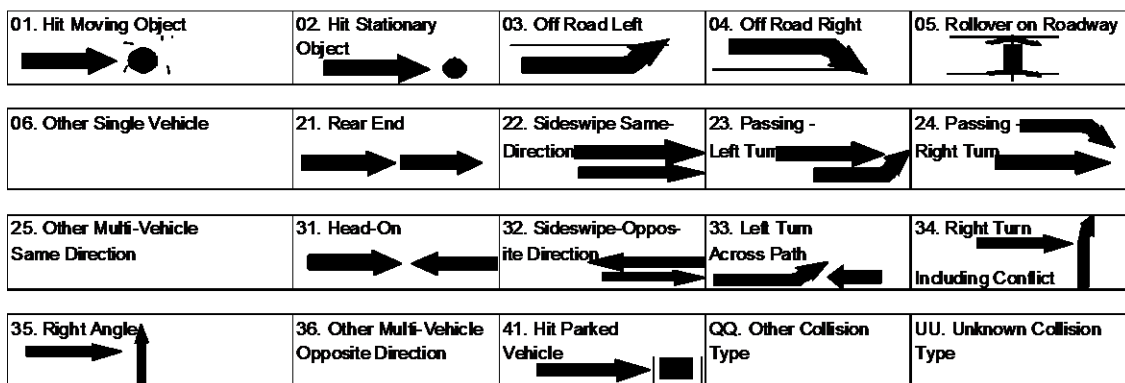 01. Hit Moving Object
02. Hit Stationary
Object
03. Off Road Left
04. Off Road Right
05. Rollover on Roadway
06. Other Single Vehicle
21. Rear End
22. Sideswipe Same-
Direction
23. Passing -
Left Turn
24. Passing -
Right Turn
25. Other Multi-Vehicle
Same Direction
31. Head-On
32. Sideswipe-Oppos-
ite Direction
33. Left Turn
Across Path
34. Right Turn
Including Conflict
35. Right Angle
36. Other Multi-Vehicle
Opposite Direction
41. Hit Parked
Vehicle
QQ. Other Collision
Type
UU. Unknown Collision
Type